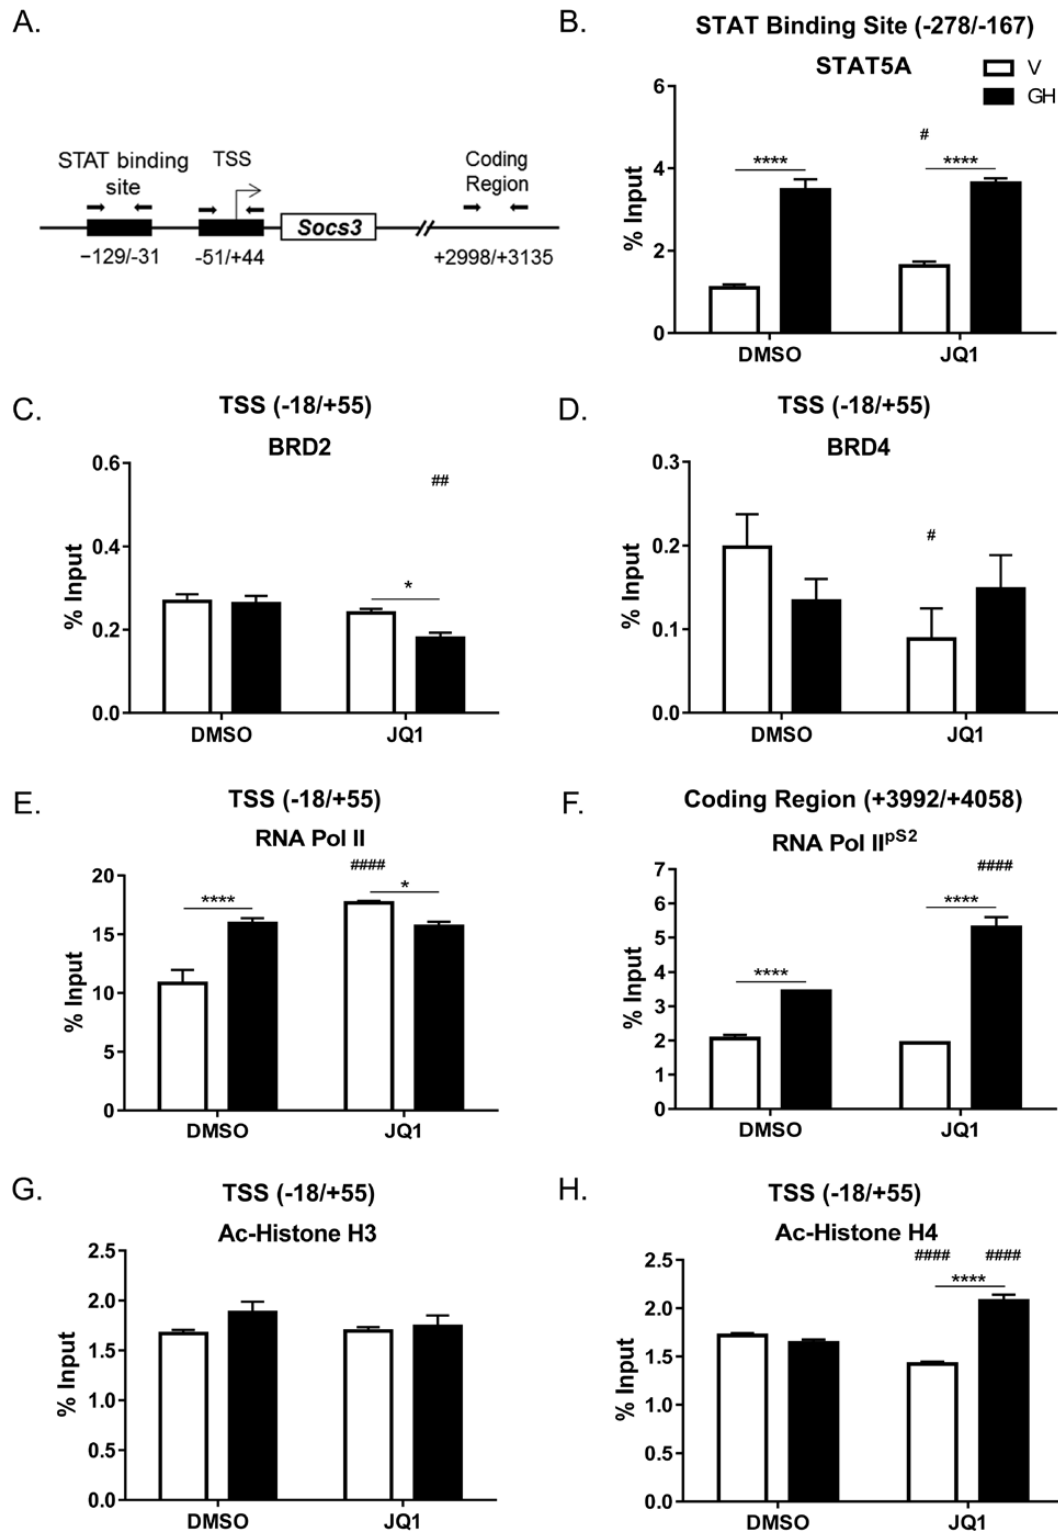 A.
STAT binding
site
TSS
Coding
Region
Socs3
−129/-31
-51/+44
+2998/+3135
B.
STAT Binding Site (-278/-167)
STAT5A
V
GH
% Input
6
4
2
0
****
#
****
DMSO
JQ1
C.
TSS (-18/+55)
BRD2
% Input
0.6
0.4
0.2
0.0
##
*
DMSO
JQ1
D.
TSS (-18/+55)
BRD4
% Input
0.3
0.2
0.1
0.0
#
DMSO
JQ1
E.
TSS (-18/+55)
RNA Pol II
% Input
20
15
10
5
0
****
####
*
DMSO
JQ1
F.
Coding Region (+3992/+4058)
RNA Pol IIpS2
% Input
7
6
5
4
3
2
1
0
****
####
****
DMSO
JQ1
G.
TSS (-18/+55)
Ac-Histone H3
% Input
2.5
2.0
1.5
1.0
0.5
0.0
DMSO
JQ1
H.
TSS (-18/+55)
Ac-Histone H4
% Input
2.5
2.0
1.5
1.0
0.5
0.0
#### ####
****
DMSO
JQ1